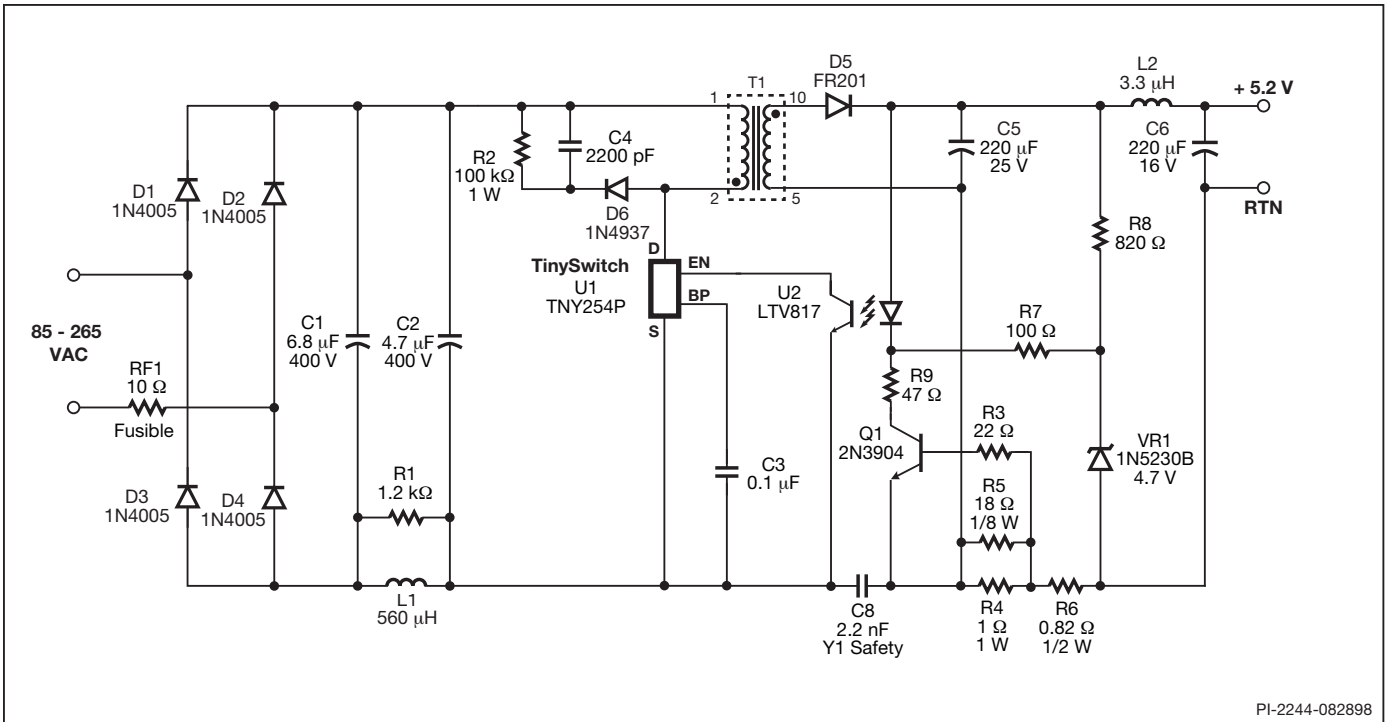 D5
FR201
T1
L2
3.3 μH
+ 5.2 V
1
10
C4
2200 pF
R2
100 kΩ
1 W
C5
220 μF
25 V
C6
220 μF
16 V
D1
1N4005
D2
1N4005
D6
1N4937
2
5
RTN
R8
820 Ω
D
TinySwitch
U1
TNY254P
EN
BP
S
U2
LTV817
R7
100 Ω
85 - 265
VAC
C1
6.8 μF
400 V
C2
4.7 μF
400 V
RF1
10 Ω
Fusible
R9
47 Ω
Q1
2N3904
R3
22 Ω
VR1
1N5230B
4.7 V
C3
0.1 μF
R1
1.2 kΩ
R5
18 Ω
1/8 W
D3
1N4005
D4
1N4005
L1
560 μH
C8
2.2 nF
Y1 Safety
R4
1 Ω
1 W
R6
0.82 Ω
1/2 W
PI-2244-082898